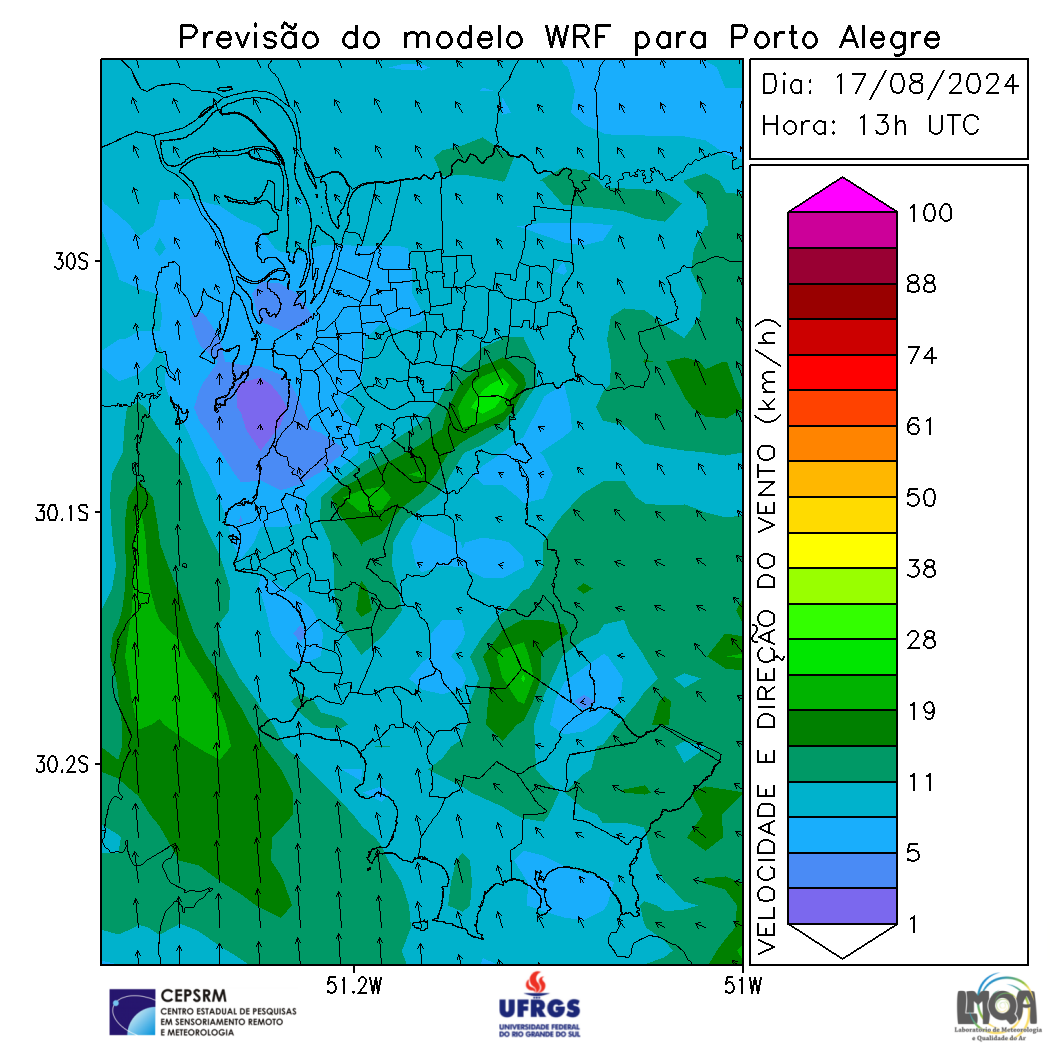 Previsão do modelo WRF para Porto Alegre
Dia: 17/08/2024
Hora: 13h UTC
30S
30.1S
30.2S
51.2W
51W
VELOCIDADE E DIREÇÃO DO VENTO (km/h)
100
88
74
61
50
38
28
19
11
5
1
CEPSRM
CENTRO ESTADUAL DE PESQUISAS
EM SENSORIAMENTO REMOTO
E METEOROLOGIA
UFRGS
UNIVERSIDADE FEDERAL
DO RIO GRANDE DO SUL
LMQA
Laboratório de Meteorologia
e Qualidade do Ar